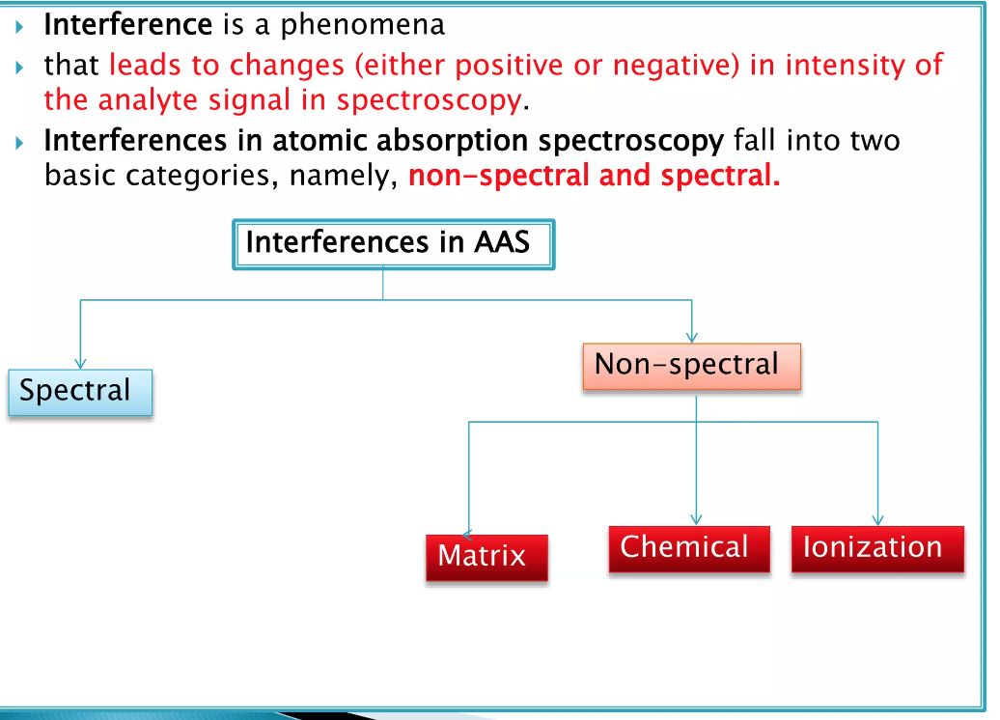 Interference is a phenomena
that leads to changes (either positive or negative) in intensity of
the analyte signal in spectroscopy.
Interferences in atomic absorption spectroscopy fall into two
basic categories, namely, non-spectral and spectral.
Interferences in AAS
Non-spectral
Spectral
Matrix
Chemical
Ionization